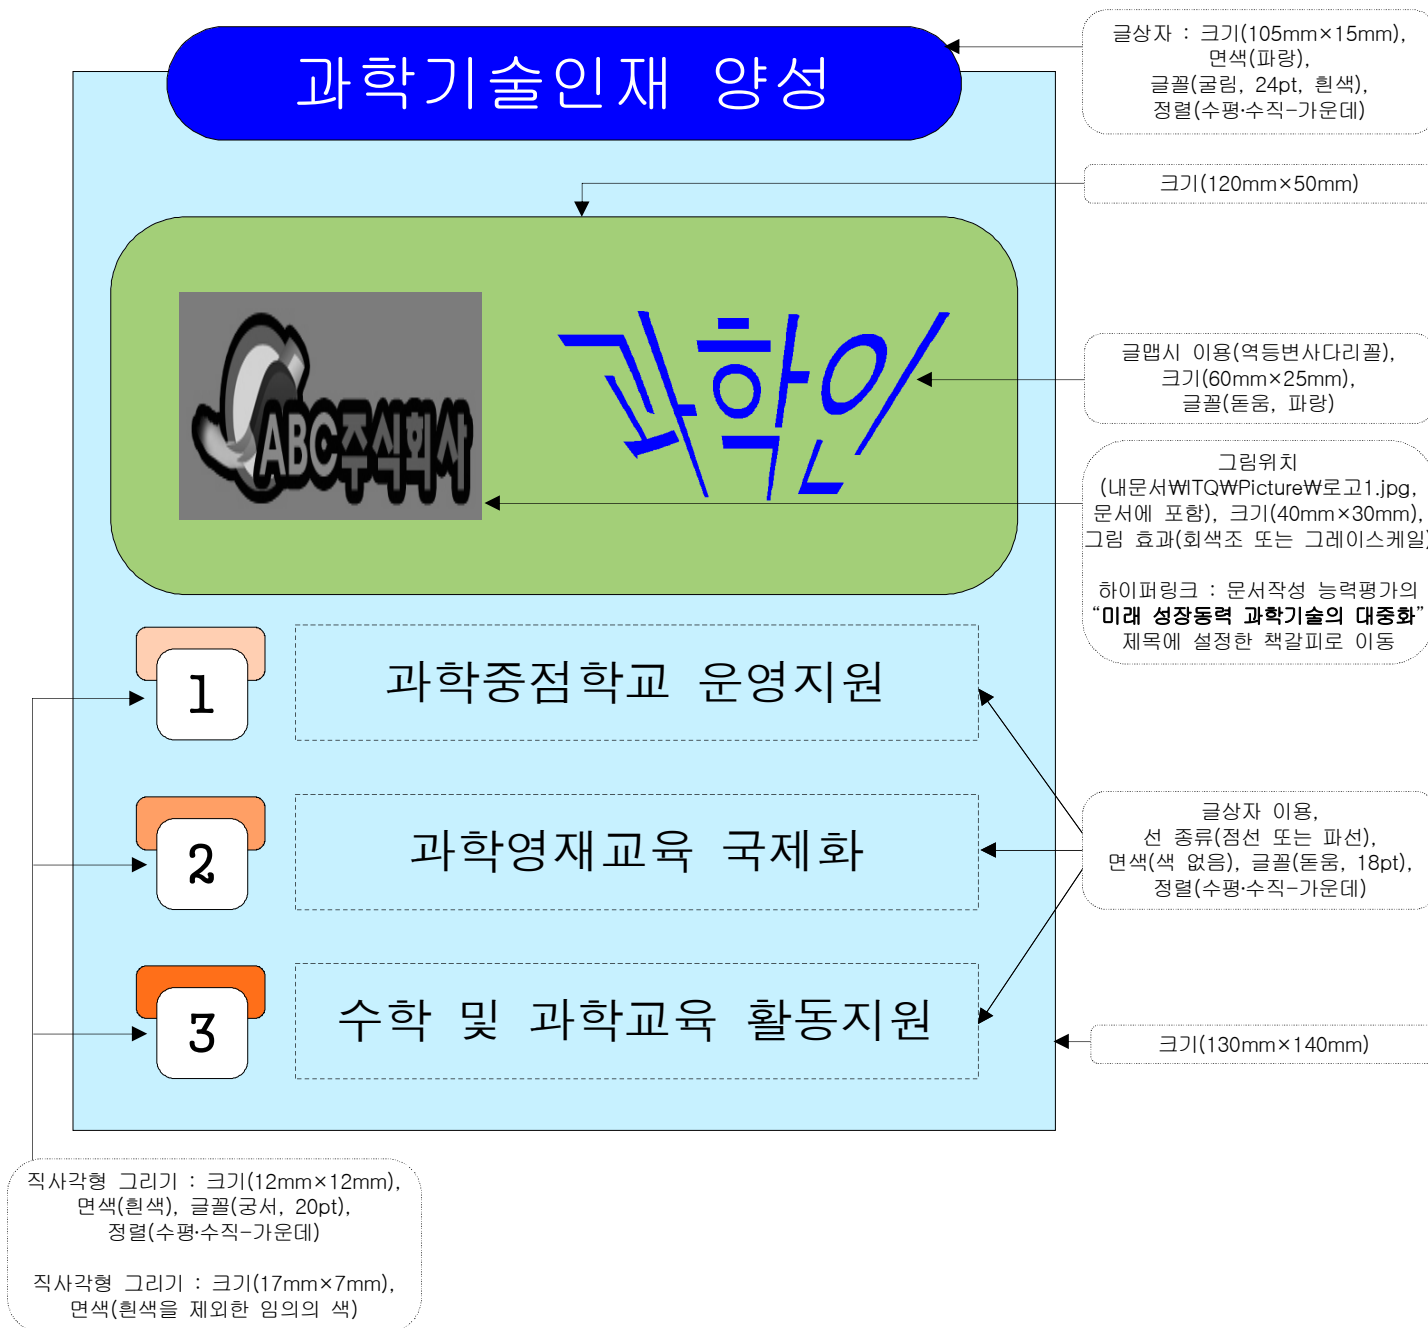 과학기술인재 양성
글상자 : 크기(105mm×15mm),
면색(파랑),
글꼴(굴림, 24pt, 흰색),
정렬(수평·수직-가운데)
크기(120mm×50mm)
ABC주식회사
과학인
글맵시 이용(역등변사다리꼴),
크기(60mm×25mm),
글꼴(돋움, 파랑)
그림위치
(내문서₩ITQ₩Picture₩로고1.jpg,
문서에 포함), 크기(40mm×30mm),
그림 효과(회색조 또는 그레이스케일)
하이퍼링크 : 문서작성 능력평가의
“미래 성장동력 과학기술의 대중화”
제목에 설정한 책갈피로 이동
1
과학중점학교 운영지원
2
과학영재교육 국제화
글상자 이용,
선 종류(점선 또는 파선),
면색(색 없음), 글꼴(돋움, 18pt),
정렬(수평·수직-가운데)
3
수학 및 과학교육 활동지원
크기(130mm×140mm)
직사각형 그리기 : 크기(12mm×12mm),
면색(흰색), 글꼴(궁서, 20pt),
정렬(수평·수직-가운데)
직사각형 그리기 : 크기(17mm×7mm),
면색(흰색을 제외한 임의의 색)